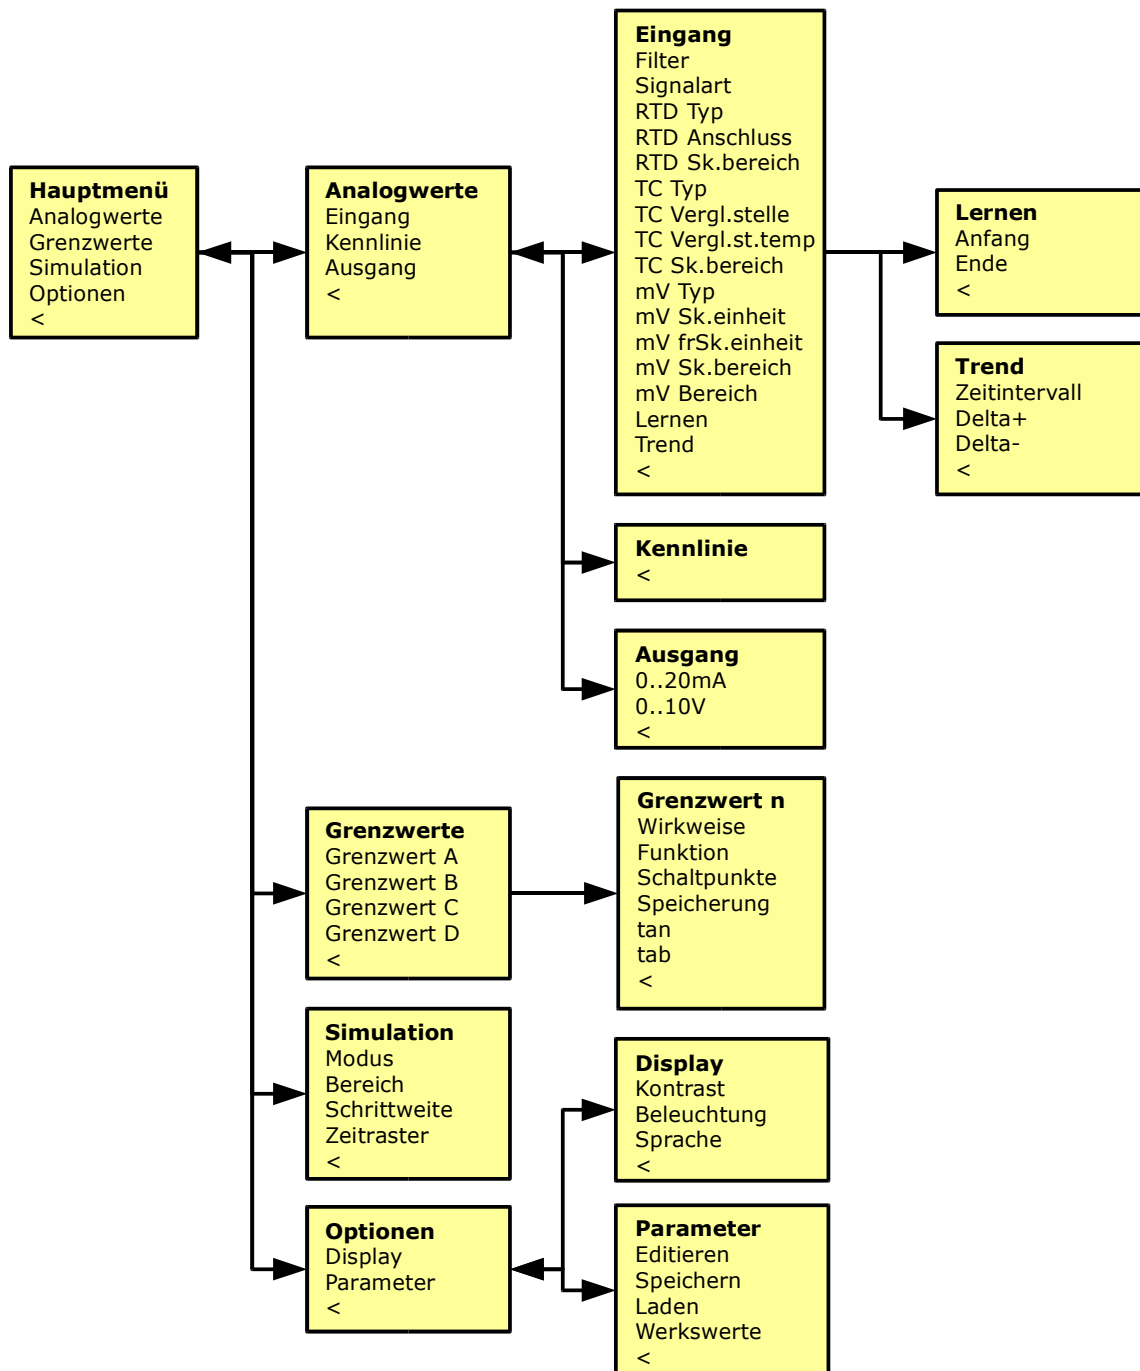 Hauptmenü
Analogwerte
Grenzwerte
Simulation
Optionen
<
Analogwerte
Eingang
Kennlinie
Ausgang
<
Eingang
Filter
Signalart
RTD Typ
RTD Anschluss
RTD Sk.bereich
TC Typ
TC Vergl.stelle
TC Vergl.st.temp
TC Sk.bereich
mV Typ
mV Sk.einheit
mV frSk.einheit
mV Sk.bereich
mV Bereich
Lernen
Trend
<
Lernen
Anfang
Ende
<
Trend
Zeitintervall
Delta+
Delta-
<
Kennlinie
<
Ausgang
0..20mA
0..10V
<
Grenzwerte
Grenzwert A
Grenzwert B
Grenzwert C
Grenzwert D
<
Grenzwert n
Wirkweise
Funktion
Schaltpunkte
Speicherung
tan
tab
<
Simulation
Modus
Bereich
Schrittweite
Zeitraster
<
Optionen
Display
Parameter
<
Display
Kontrast
Beleuchtung
Sprache
<
Parameter
Editieren
Speichern
Laden
Werkswerte
<